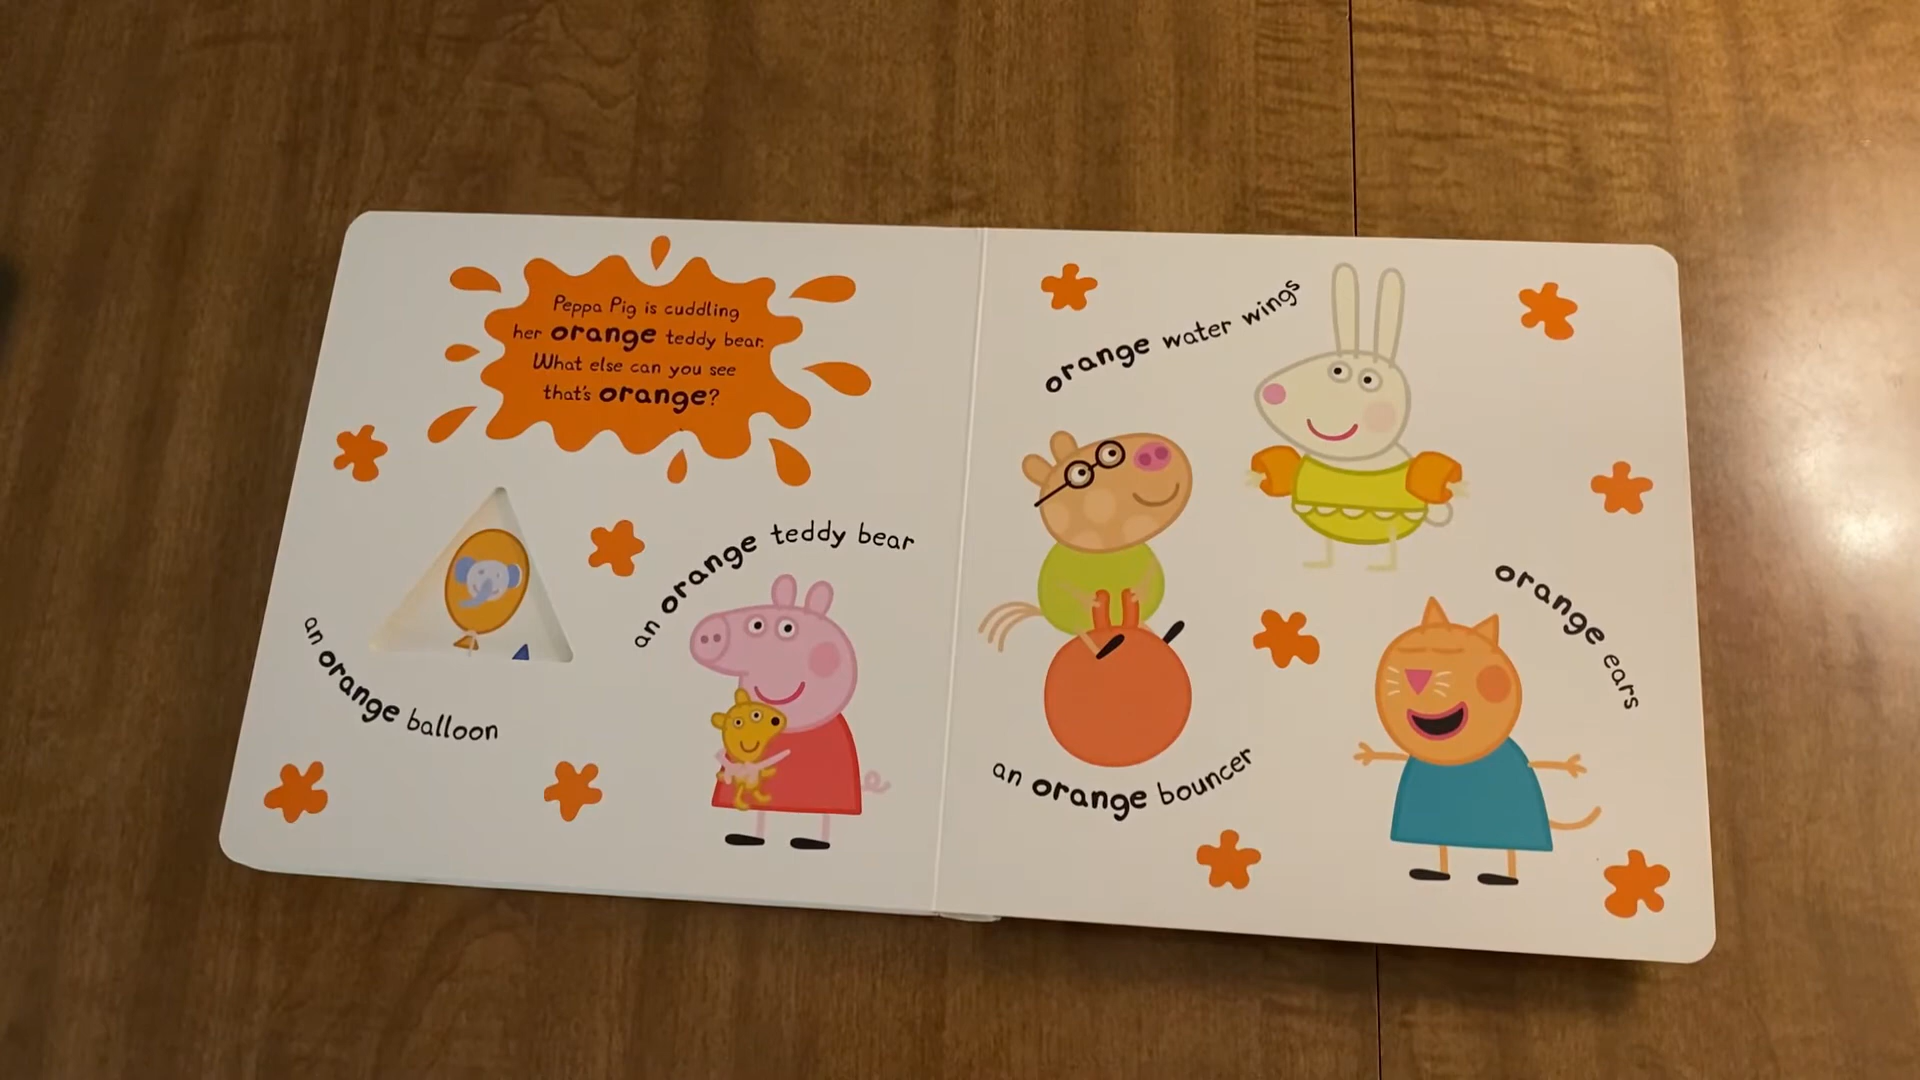 Peppa Pig is cuddling
her orange teddy bear.
What else can you see
that's orange?
an orange balloon
an orange teddy bear
orange water wings
an orange bouncer
orange ears